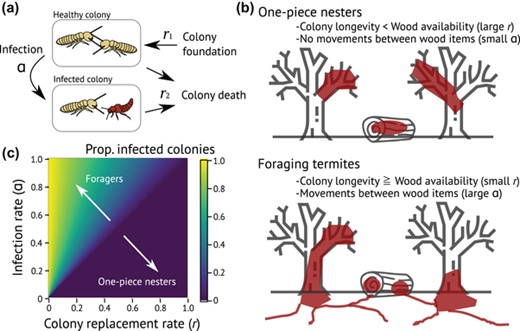 (a)
Healthy colony
Infection
ɑ
r1
Colony
foundation
Infected colony
r2
Colony death
(b)
One-piece nesters
-Colony longevity < Wood availability (large r)
-No movements between wood items (small ɑ)
Foraging termites
-Colony longevity ≧ Wood availability (small r)
-Movements between wood items (large ɑ)
(c)
Prop. infected colonies
Infection rate (ɑ)
1.0
0.8
0.6
0.4
0.2
0
Foragers
One-piece nesters
0
0.2
0.4
0.6
0.8
1.0
Colony replacement rate (r)
1.0
0.8
0.6
0.4
0.2
0.0